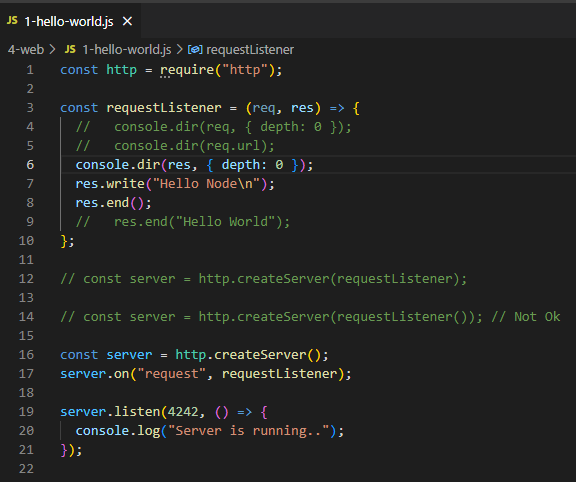 JS 1-hello-world.js ×
4-web > JS 1-hello-world.js > requestListener
1 const http = require("http");
2
3 const requestListener = (req, res) => {
4   //   console.dir(req, { depth: 0 });
5   //   console.dir(req.url);
6   console.dir(res, { depth: 0 });
7   res.write("Hello Node\n");
8   res.end();
9   //   res.end("Hello World");
10 };
11
12 // const server = http.createServer(requestListener);
13
14 // const server = http.createServer(requestListener()); // Not Ok
15
16 const server = http.createServer();
17 server.on("request", requestListener);
18
19 server.listen(4242, () => {
20   console.log("Server is running..");
21 });
22